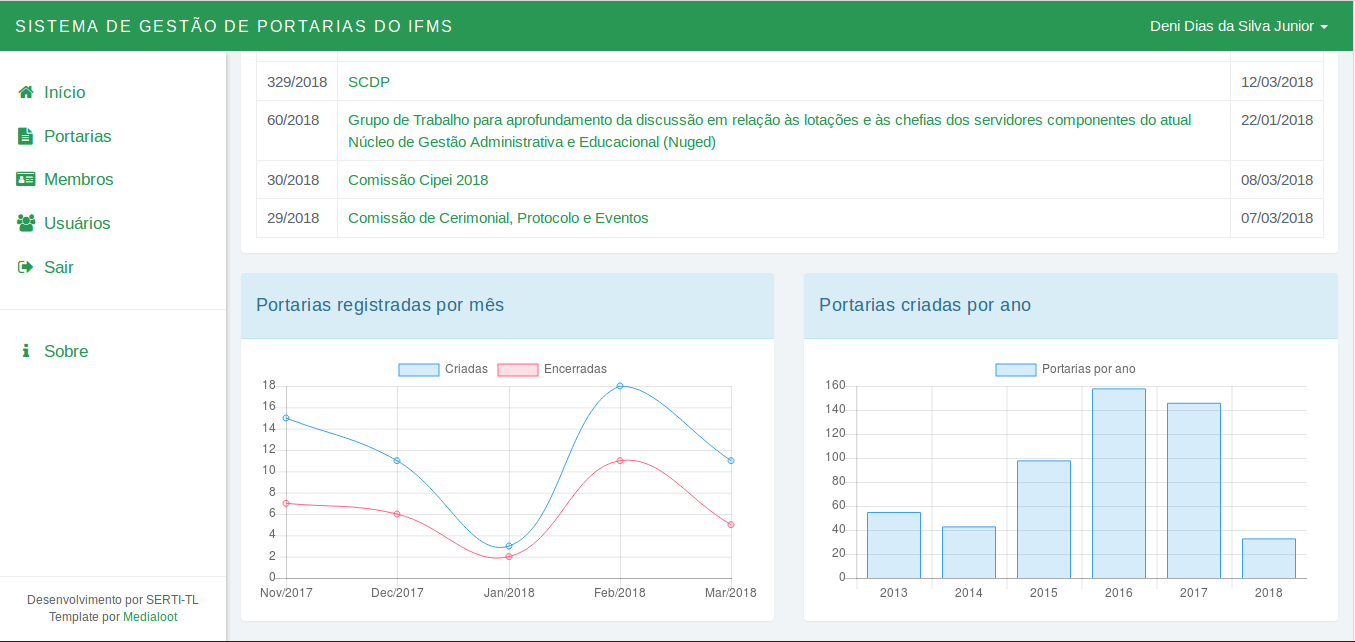 SISTEMA DE GESTÃO DE PORTARIAS DO IFMS
Deni Dias da Silva Junior
Início
Portarias
Membros
Usuários
Sair
Sobre
Desenvolvimento por SERTI-TL
Template por Medialoot
329/2018 SCDP 12/03/2018
60/2018 Grupo de Trabalho para aprofundamento da discussão em relação às lotações e às chefias dos servidores componentes do atual 22/01/2018
Núcleo de Gestão Administrativa e Educacional (Nuged)
30/2018 Comissão Cipei 2018 08/03/2018
29/2018 Comissão de Cerimonial, Protocolo e Eventos 07/03/2018
Portarias registradas por mês
Criadas Encerradas
18
16
14
12
10
8
6
4
2
0
Nov/2017 Dec/2017 Jan/2018 Feb/2018 Mar/2018
Portarias criadas por ano
Portarias por ano
160
140
120
100
80
60
40
20
0
2013 2014 2015 2016 2017 2018